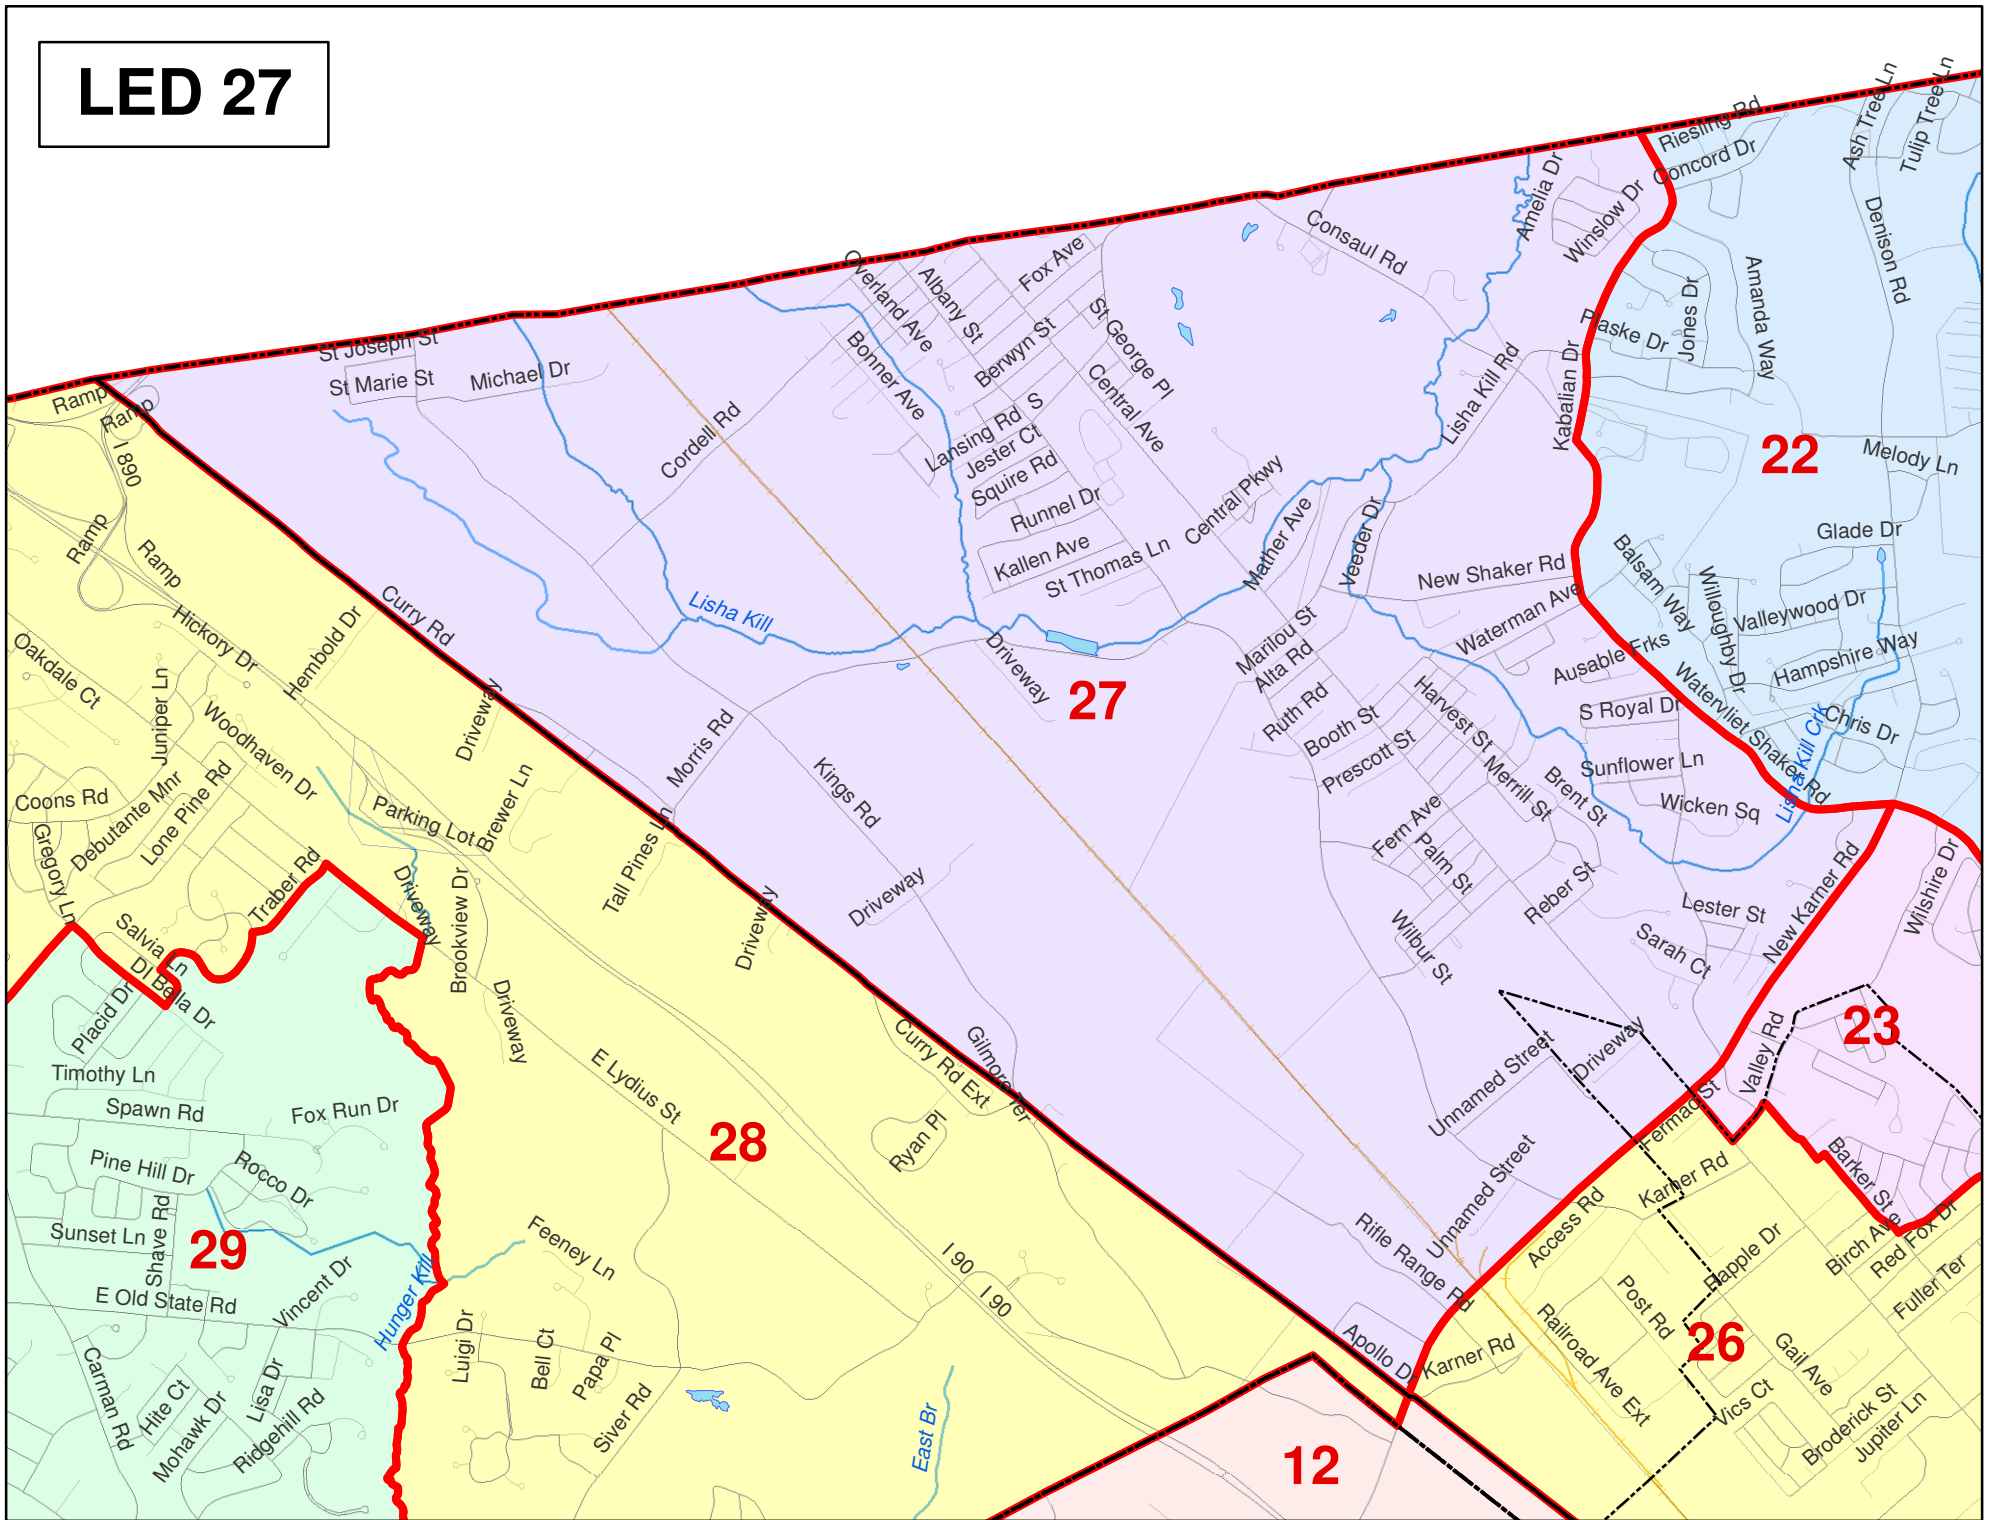 LED 27
Ash Tree Ln
Tulip Tree Ln
Riesling Rd
Concord Dr
Amelia Dr
Winslow Dr
Denison Rd
Consaul Rd
Fox Ave
Overland Ave
Albany St
Amanda Way
Jones Dr
Plaske Dr
St George Pl
Berwyn St
Bonner Ave
St Joseph St
St Marie St
Michael Dr
Ramp
Ramp
I 890
Central Ave
Lisha Kill Rd
Kabalian Dr
22
Melody Ln
Cordell Rd
Lansing Rd S
Jester Ct
Squire Rd
Runnel Dr
Central Pkwy
Mather Ave
Veeder Dr
Glade Dr
Ramp
Ramp
Kallen Ave
St Thomas Ln
New Shaker Rd
Balsam Way
Willoughby Dr
Valleywood Dr
Waterman Ave
Curry Rd
Lisha Kill
Hickory Dr
Hembold Dr
Oakdale Ct
Driveway
Marilou St
Alta Rd
Ausable Frks
Hampshire Way
27
Ruth Rd
Harvest St
Watervliet Shaker Rd
S Royal Dr
Chris Dr
Juniper Ln
Woodhaven Dr
Driveway
Morris Rd
Booth St
Prescott St
Merrill St
Sunflower Ln
Lisha Kill Crk
Kings Rd
Brent St
Wicken Sq
Coons Rd
Debutante Mnr
Lone Pine Rd
Parking Lot
Brewer Ln
Tall Pines Ln
Fern Ave
Palm St
Gregory Ln
Traber Rd
Driveway
Brookview Dr
Driveway
Driveway
Reber St
Lester St
New Karner Rd
Wilshire Dr
Wilbur St
Sarah Ct
Salvia Ln
DI Bella Dr
Placid Dr
Driveway
Gilmore Ter
Curry Rd Ext
23
Valley Rd
Unnamed Street
Driveway
Timothy Ln
Spawn Rd
Fox Run Dr
E Lydius St
28
Ryan Pl
Fermac St
Barker St
Pine Hill Dr
Rocco Dr
Karner Rd
Unnamed Street
Access Rd
Rifle Range Rd
Sunset Ln
Shave Rd
29
Feeney Ln
I 90
I 90
Rapple Dr
Birch Ave
Red Fox Dr
Fuller Ter
E Old State Rd
Vincent Dr
Hunger Kill
Post Rd
Railroad Ave Ext
26
Gail Ave
Luigi Dr
Bell Ct
Papa Pl
Apollo Dr
Karner Rd
Carman Rd
Hite Ct
Mohawk Dr
Lisa Dr
Ridgehill Rd
Siver Rd
East Br
12
Vics Ct
Broderick St
Jupiter Ln